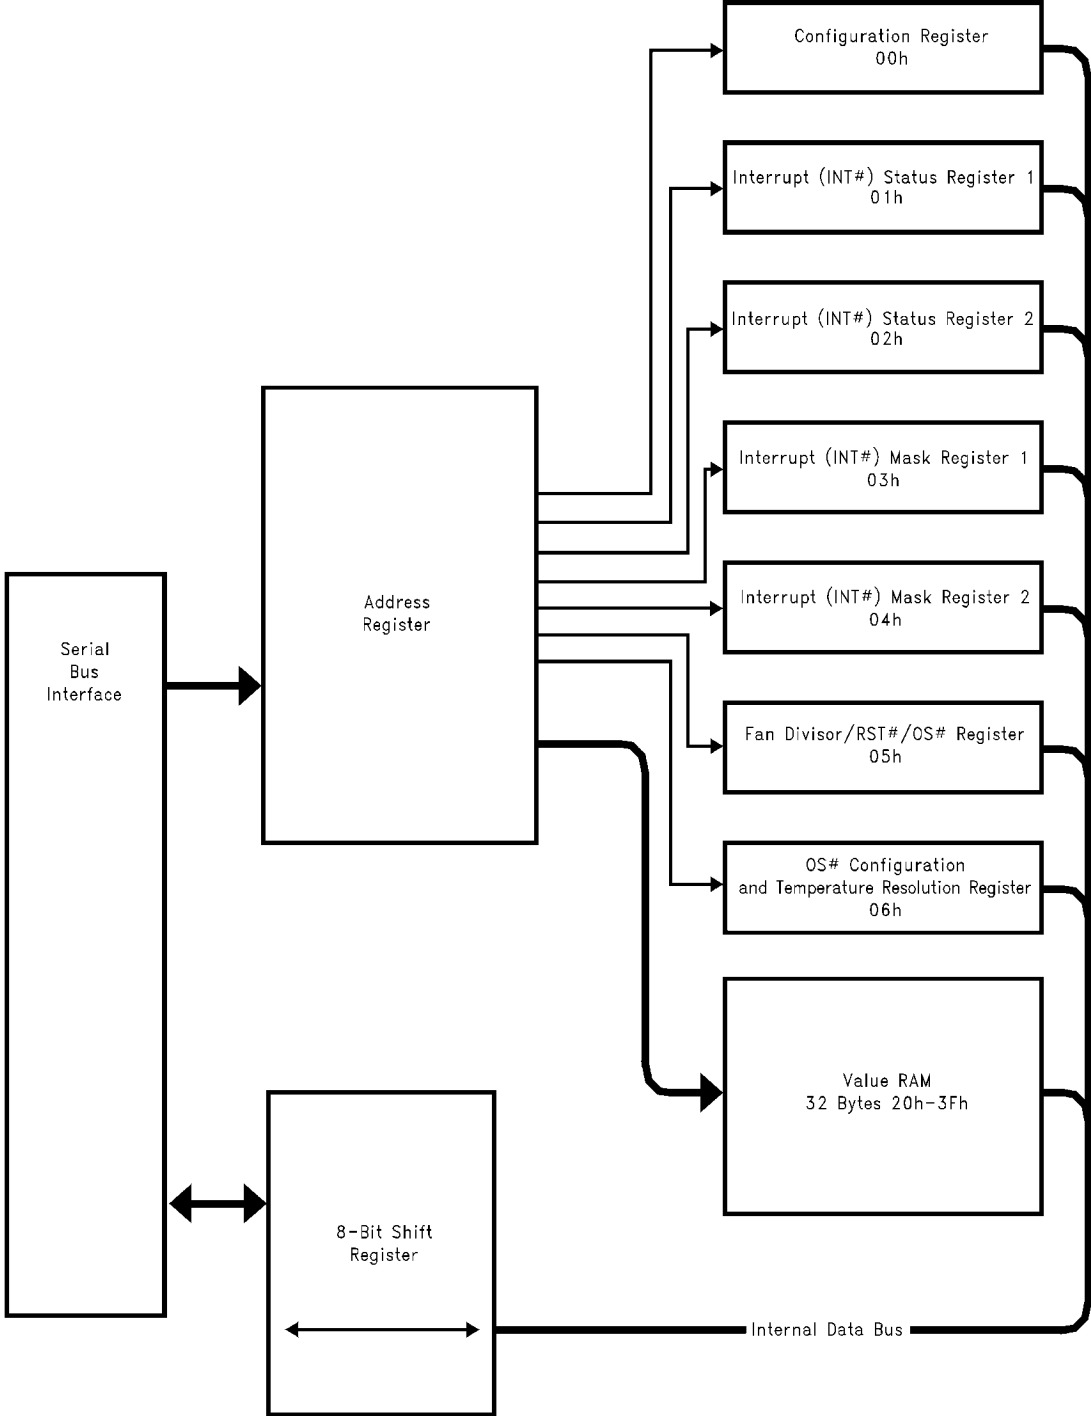 Configuration Register
00h
Interrupt (INT#) Status Register 1
01h
Interrupt (INT#) Status Register 2
02h
Interrupt (INT#) Mask Register 1
03h
Interrupt (INT#) Mask Register 2
04h
Fan Divisor/RST#/OS# Register
05h
OS# Configuration
and Temperature Resolution Register
06h
Value RAM
32 Bytes 20h-3Fh
Address
Register
Serial
Bus
Interface
8-Bit Shift
Register
Internal Data Bus